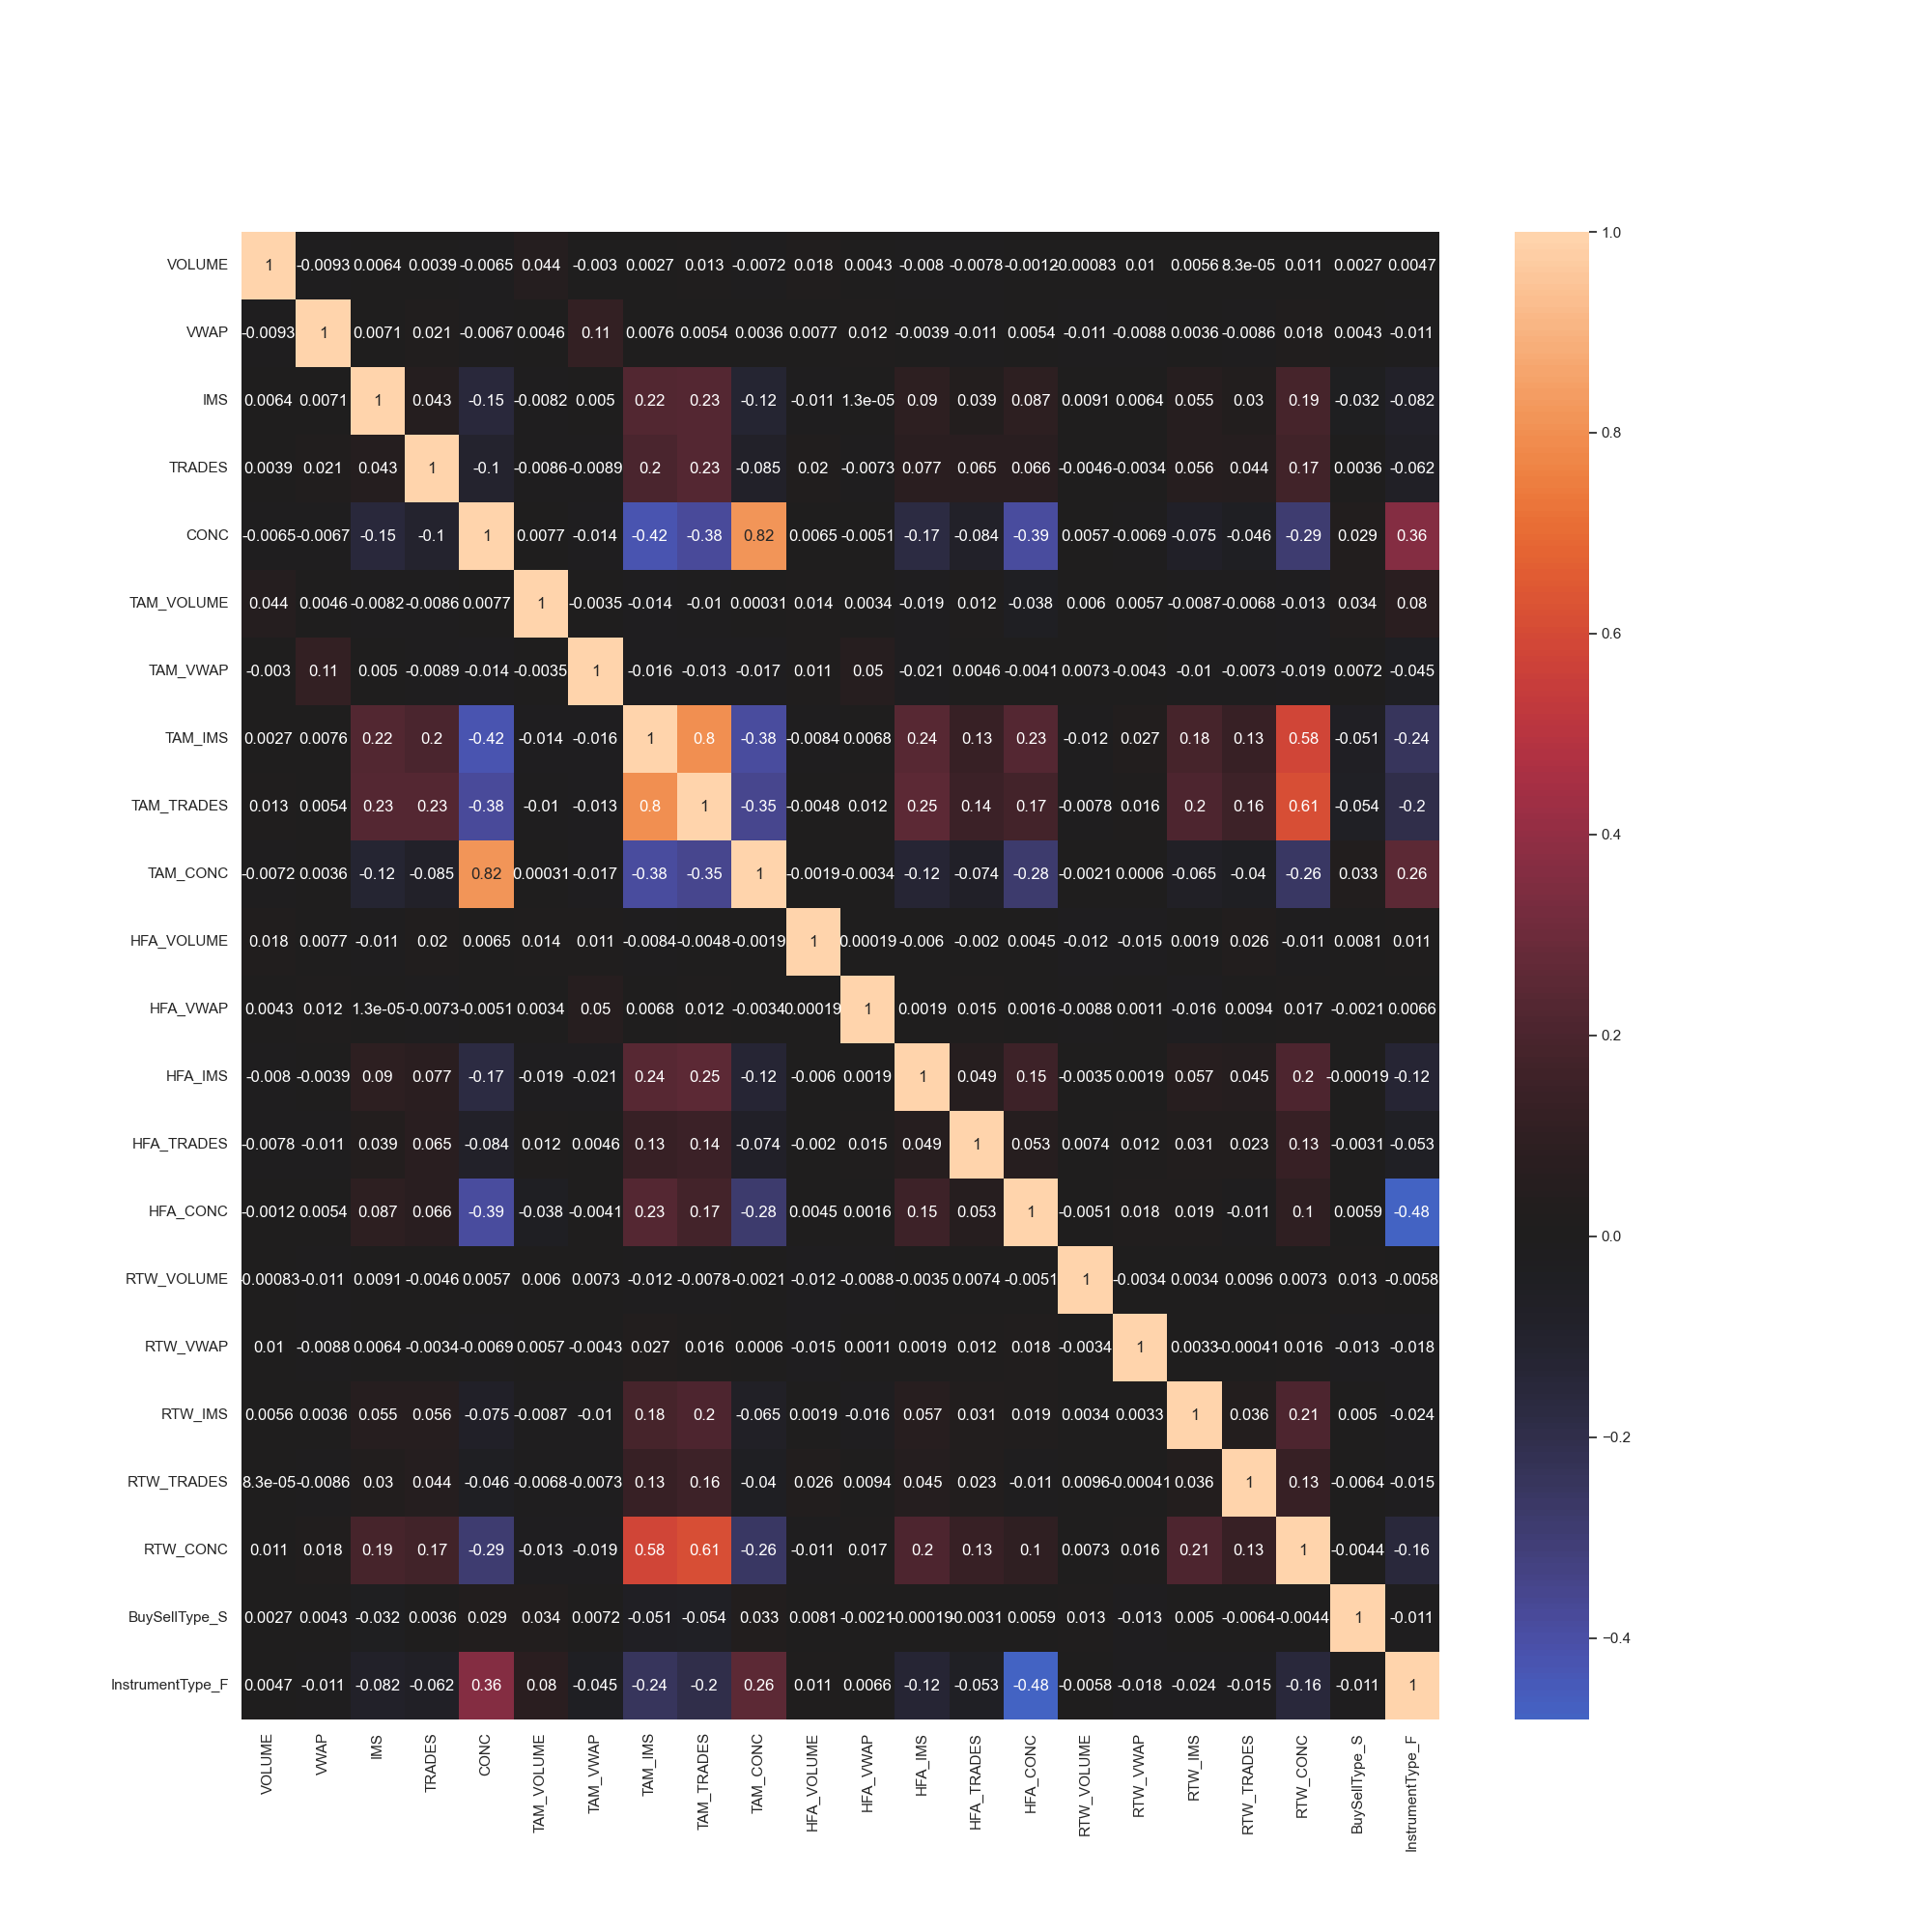 VOLUME 1 -0.0093 0.0064 0.0039 -0.0065 0.044 -0.003 0.0027 0.013 -0.0072 0.018 0.0043 -0.008 -0.0078 -0.0012 -0.00083 0.01 0.0056 8.3e-05 0.011 0.0027 0.0047
VWAP -0.0093 1 0.0071 0.021 -0.0067 0.0046 0.11 0.0076 0.0054 0.0036 0.0077 0.012 -0.0039 -0.011 0.0054 -0.011 -0.0088 0.0036 -0.0086 0.018 0.0043 -0.011
IMS 0.0064 0.0071 1 0.043 -0.15 -0.0082 0.005 0.22 0.23 -0.12 -0.011 1.3e-05 0.09 0.039 0.087 0.0091 0.0064 0.055 0.03 0.19 -0.032 -0.082
TRADES 0.0039 0.021 0.043 1 -0.1 -0.0086 -0.0089 0.2 0.23 -0.085 0.02 -0.0073 0.077 0.065 0.066 -0.0046 -0.0034 0.056 0.044 0.17 0.0036 -0.062
CONC -0.0065 -0.0067 -0.15 -0.1 1 0.0077 -0.014 -0.42 -0.38 0.82 0.0065 -0.0051 -0.17 -0.084 -0.39 0.0057 -0.0069 -0.075 -0.046 -0.29 0.029 0.36
TAM_VOLUME 0.044 0.0046 -0.0082 -0.0086 0.0077 1 -0.0035 -0.014 -0.01 0.00031 0.014 0.0034 -0.019 0.012 -0.038 0.006 0.0057 -0.0087 -0.0068 -0.013 0.034 0.08
TAM_VWAP -0.003 0.11 0.005 -0.0089 -0.014 -0.0035 1 -0.016 -0.013 -0.017 0.011 0.05 -0.021 0.0046 -0.0041 0.0073 -0.0043 -0.01 -0.0073 -0.019 0.0072 -0.045
TAM_IMS 0.0027 0.0076 0.22 0.2 -0.42 -0.014 -0.016 1 0.8 -0.38 -0.0084 0.0068 0.24 0.13 0.23 -0.012 0.027 0.18 0.13 0.58 -0.051 -0.24
TAM_TRADES 0.013 0.0054 0.23 0.23 -0.38 -0.01 -0.013 0.8 1 -0.35 -0.0048 0.012 0.25 0.14 0.17 -0.0078 0.016 0.2 0.16 0.61 -0.054 -0.2
TAM_CONC -0.0072 0.0036 -0.12 -0.085 0.82 0.00031 -0.017 -0.38 -0.35 1 -0.0019 -0.0034 -0.12 -0.074 -0.28 -0.0021 0.0006 -0.065 -0.04 -0.26 0.033 0.26
HFA_VOLUME 0.018 0.0077 -0.011 0.02 0.0065 0.014 0.011 -0.0084 -0.0048 -0.0019 1 0.00019 -0.006 -0.002 0.0045 -0.012 -0.015 0.0019 0.026 -0.011 0.0081 0.011
HFA_VWAP 0.0043 0.012 1.3e-05 -0.0073 -0.0051 0.0034 0.05 0.0068 0.012 -0.0034 0.00019 1 0.0019 0.015 0.0016 -0.0088 0.0011 -0.016 0.0094 0.017 -0.0021 0.0066
HFA_IMS -0.008 -0.0039 0.09 0.077 -0.17 -0.019 -0.021 0.24 0.25 -0.12 -0.006 0.0019 1 0.049 0.15 -0.0035 0.0019 0.057 0.045 0.2 -0.00019 -0.12
HFA_TRADES -0.0078 -0.011 0.039 0.065 -0.084 0.012 0.0046 0.13 0.14 -0.074 -0.002 0.015 0.049 1 0.053 0.0074 0.012 0.031 0.023 0.13 -0.0031 -0.053
HFA_CONC -0.0012 0.0054 0.087 0.066 -0.39 -0.038 -0.0041 0.23 0.17 -0.28 0.0045 0.0016 0.15 0.053 1 -0.0051 0.018 0.019 -0.011 0.1 0.0059 -0.48
RTW_VOLUME -0.00083 -0.011 0.0091 -0.0046 0.0057 0.006 0.0073 -0.012 -0.0078 -0.0021 -0.012 -0.0088 -0.0035 0.0074 -0.0051 1 -0.0034 0.0034 0.0096 0.0073 0.013 -0.0058
RTW_VWAP 0.01 -0.0088 0.0064 -0.0034 -0.0069 0.0057 -0.0043 0.027 0.016 0.0006 -0.015 0.0011 0.0019 0.012 0.018 -0.0034 1 0.0033 -0.00041 0.016 -0.013 -0.018
RTW_IMS 0.0056 0.0036 0.055 0.056 -0.075 -0.0087 -0.01 0.18 0.2 -0.065 0.0019 -0.016 0.057 0.031 0.019 0.0034 0.0033 1 0.036 0.21 0.005 -0.024
RTW_TRADES 8.3e-05 -0.0086 0.03 0.044 -0.046 -0.0068 -0.0073 0.13 0.16 -0.04 0.026 0.0094 0.045 0.023 -0.011 0.0096 -0.00041 0.036 1 0.13 -0.0064 -0.015
RTW_CONC 0.011 0.018 0.19 0.17 -0.29 -0.013 -0.019 0.58 0.61 -0.26 -0.011 0.017 0.2 0.13 0.1 0.0073 0.016 0.21 0.13 1 -0.0044 -0.16
BuySellType_S 0.0027 0.0043 -0.032 0.0036 0.029 0.034 0.0072 -0.051 -0.054 0.033 0.0081 -0.0021 -0.00019 -0.0031 0.0059 0.013 -0.013 0.005 -0.0064 -0.0044 1 -0.011
InstrumentType_F 0.0047 -0.011 -0.082 -0.062 0.36 0.08 -0.045 -0.24 -0.2 0.26 0.011 0.0066 -0.12 -0.053 -0.48 -0.0058 -0.018 -0.024 -0.015 -0.16 -0.011 1
VOLUME VWAP IMS TRADES CONC TAM_VOLUME TAM_VWAP TAM_IMS TAM_TRADES TAM_CONC HFA_VOLUME HFA_VWAP HFA_IMS HFA_TRADES HFA_CONC RTW_VOLUME RTW_VWAP RTW_IMS RTW_TRADES RTW_CONC BuySellType_S InstrumentType_F
1.0
0.8
0.6
0.4
0.2
0.0
−0.2
−0.4